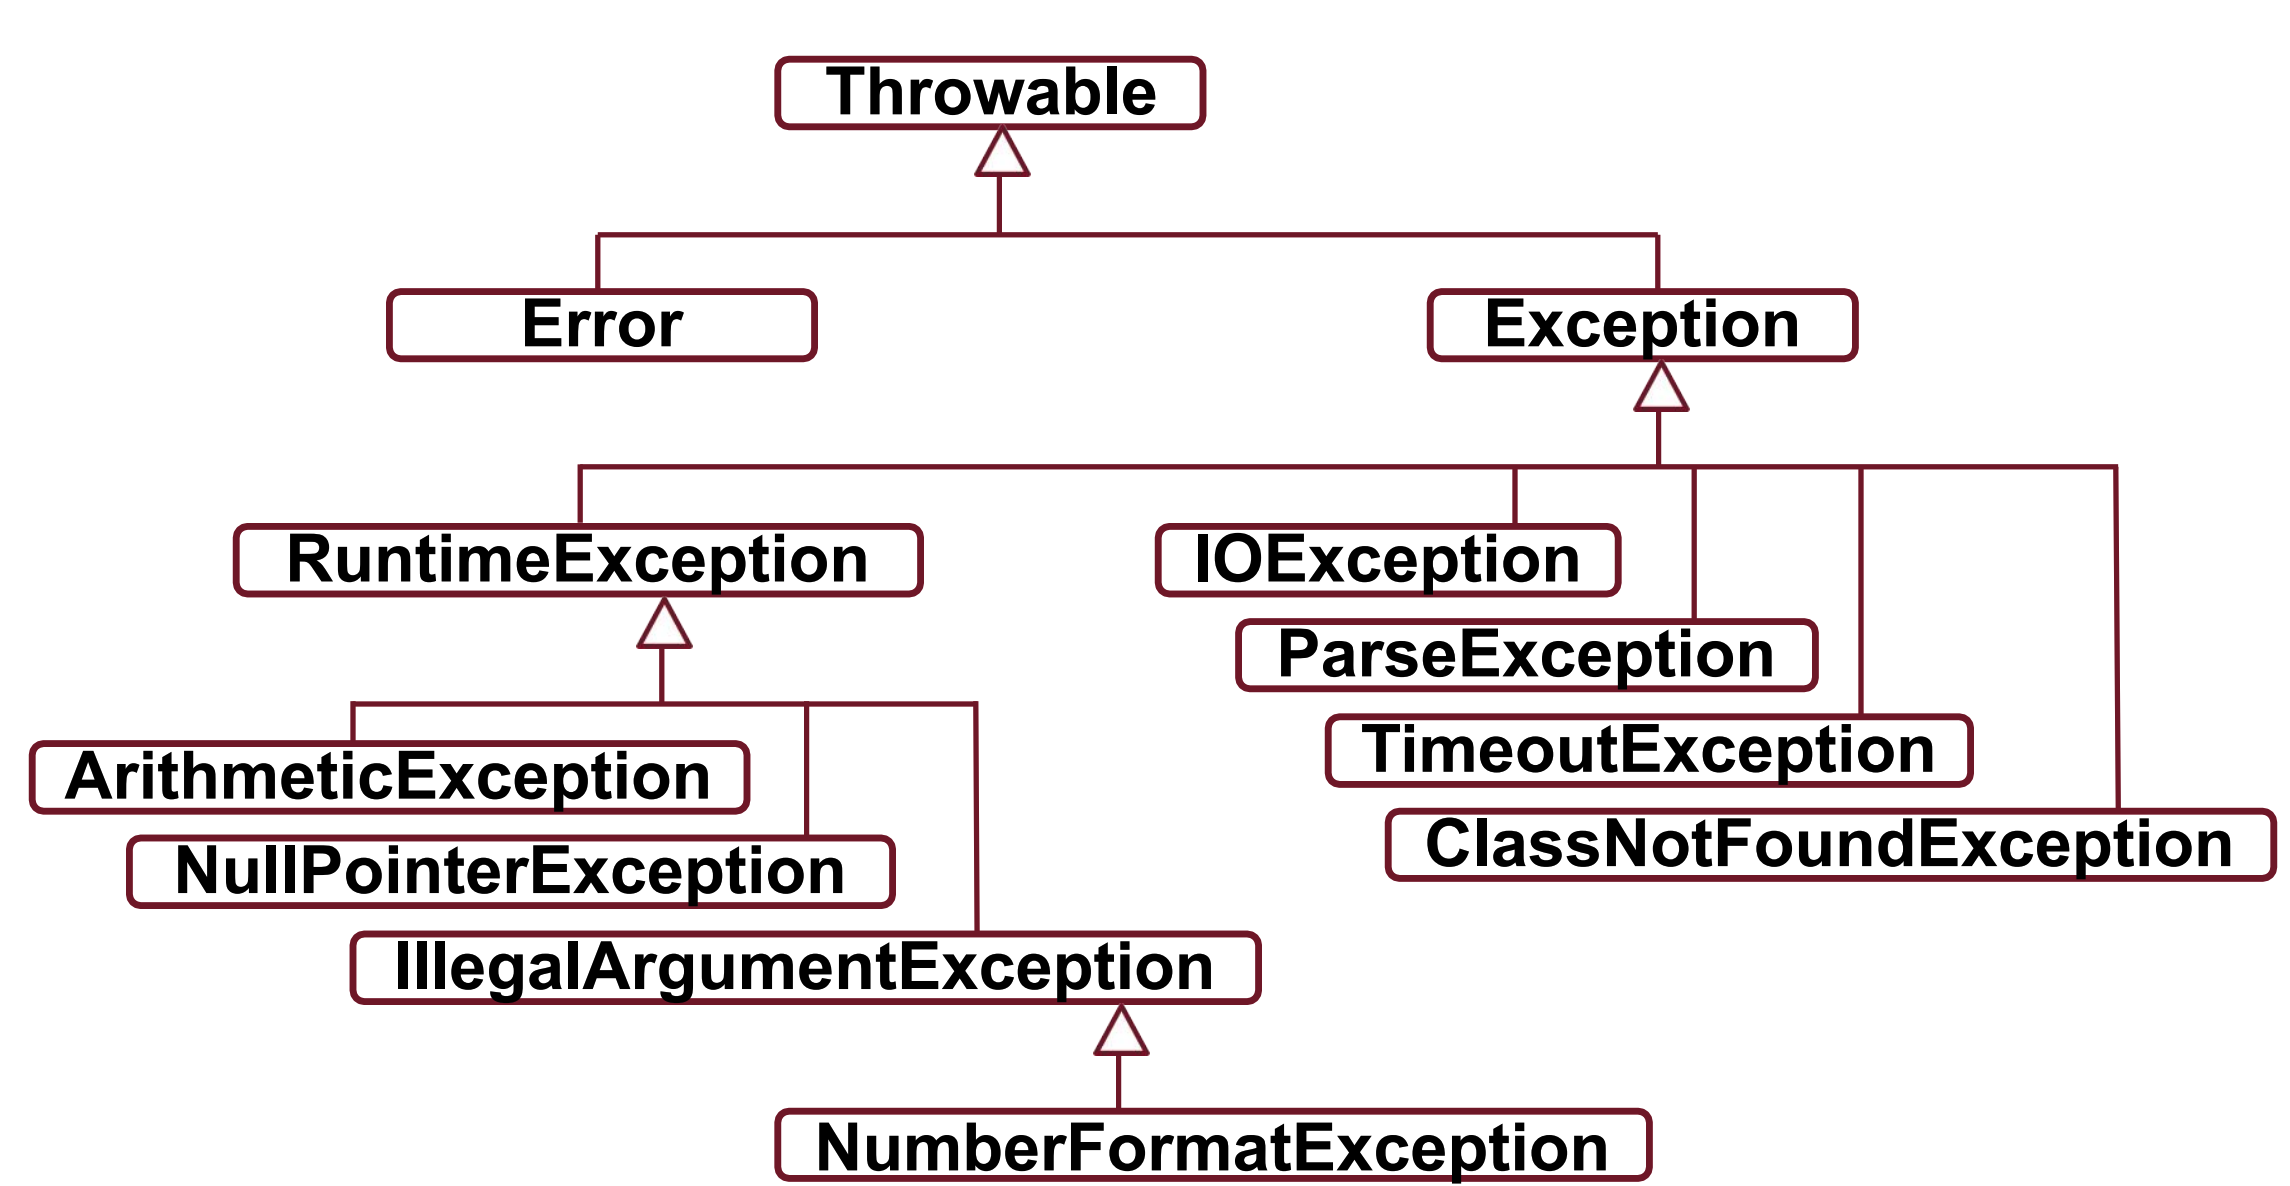 Throwable
Error
Exception
RuntimeException
IOException
ParseException
TimeoutException
ArithmeticException
ClassNotFoundException
NullPointerException
IllegalArgumentException
NumberFormatException